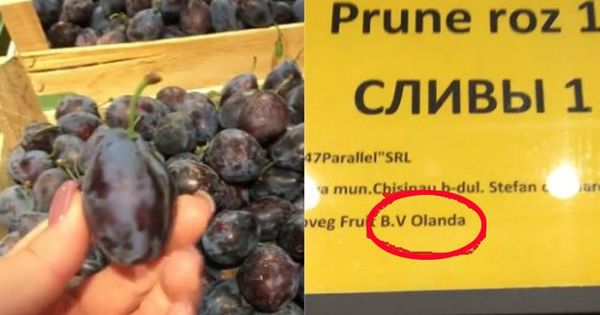 Prune roz 1
СЛИВЫ 1
47Parallel"SRL
mun.Chisinau b-dul. Stefan
Fruit B.V Olanda